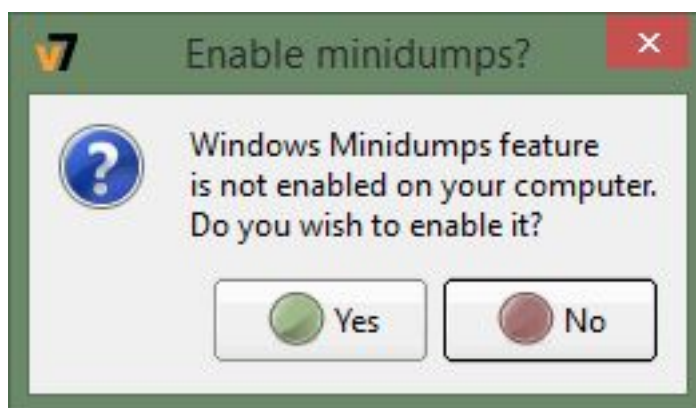 v7
Enable minidumps?
Windows Minidumps feature
is not enabled on your computer.
Do you wish to enable it?
Yes
No